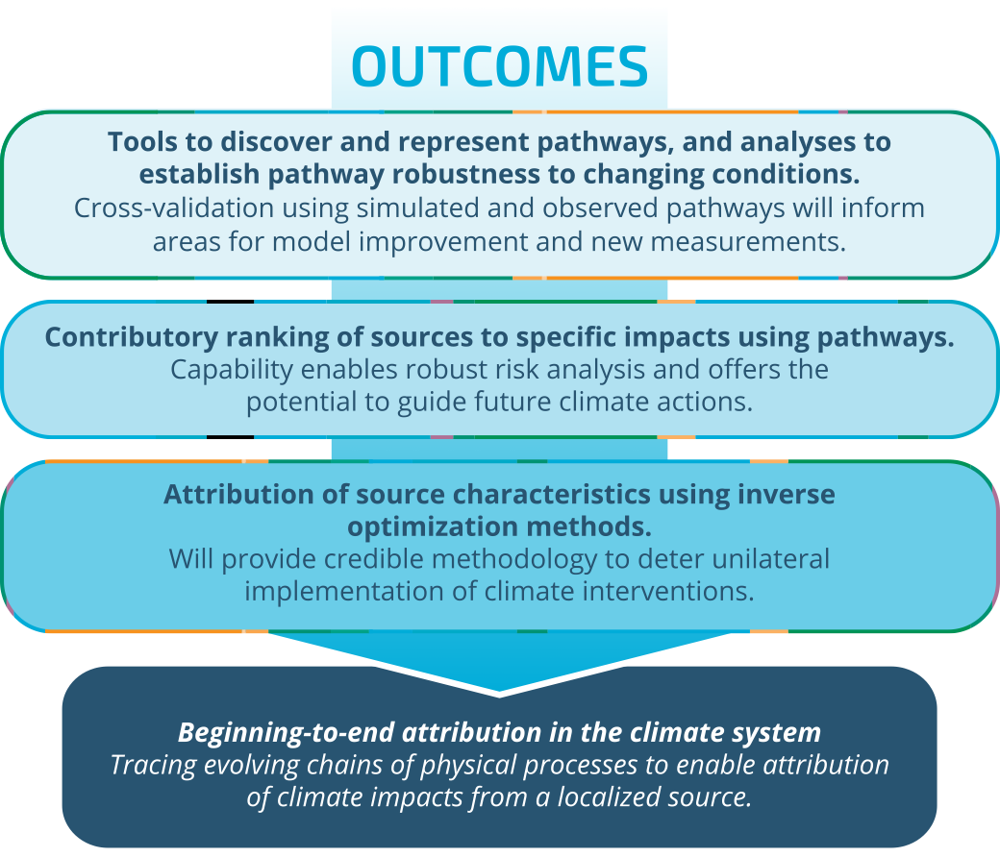 OUTCOMES
Tools to discover and represent pathways, and analyses to
establish pathway robustness to changing conditions.
Cross-validation using simulated and observed pathways will inform
areas for model improvement and new measurements.
Contributory ranking of sources to specific impacts using pathways.
Capability enables robust risk analysis and offers the
potential to guide future climate actions.
Attribution of source characteristics using inverse
optimization methods.
Will provide credible methodology to deter unilateral
implementation of climate interventions.
Beginning-to-end attribution in the climate system
Tracing evolving chains of physical processes to enable attribution
of climate impacts from a localized source.